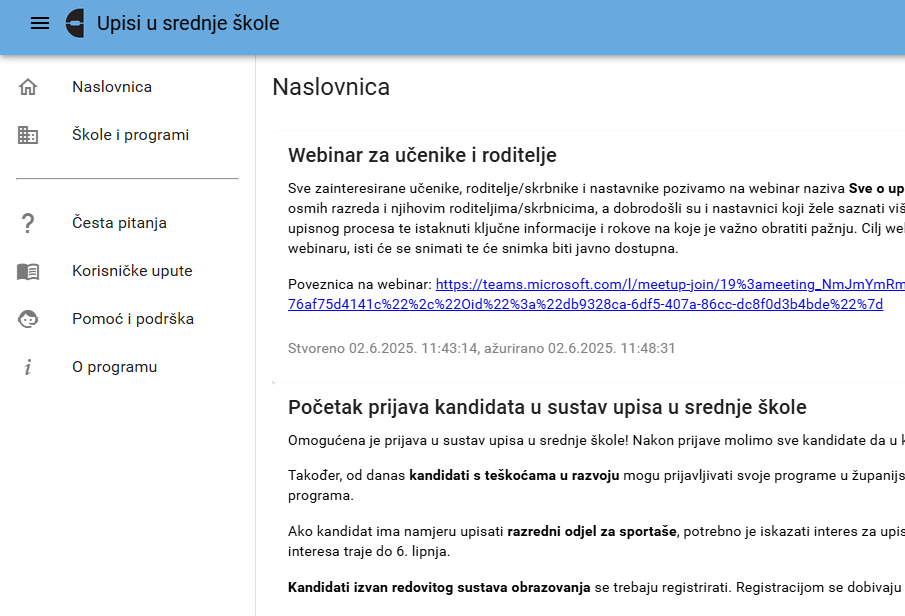 Upisi u srednje škole
Naslovnica
Škole i programi
Česta pitanja
Korisničke upute
Pomoć i podrška
O programu
Naslovnica
Webinar za učenike i roditelje
Sve zainteresirane učenike, roditelje/skrbnike i nastavnike pozivamo na webinar naziva Sve o up
osmih razreda i njihovim roditeljima/skrbnicima, a dobrodošli su i nastavnici koji žele saznati viš
upisnog procesa te istaknuti ključne informacije i rokove na koje je važno obratiti pažnju. Cilj we
webinaru, isti će se snimati te će snimka biti javno dostupna.
Poveznica na webinar: https://teams.microsoft.com/l/meetup-join/19%3ameeting_NmJmYmRm
76af75d4141c%22%2c%22Oid%22%3a%22db9328ca-6df5-407a-86cc-dc8f0d3b4bde%22%7d
Stvoreno 02.6.2025. 11:43:14, ažurirano 02.6.2025. 11:48:31
Početak prijava kandidata u sustav upisa u srednje škole
Omogućena je prijava u sustav upisa u srednje škole! Nakon prijave molimo sve kandidate da u k
Također, od danas kandidati s teškoćama u razvoju mogu prijavljivati svoje programe u županijs
programa.
Ako kandidat ima namjeru upisati razredni odjel za sportaše, potrebno je iskazati interes za upis
interesa traje do 6. lipnja.
Kandidati izvan redovitog sustava obrazovanja se trebaju registrirati. Registracijom se dobivaju